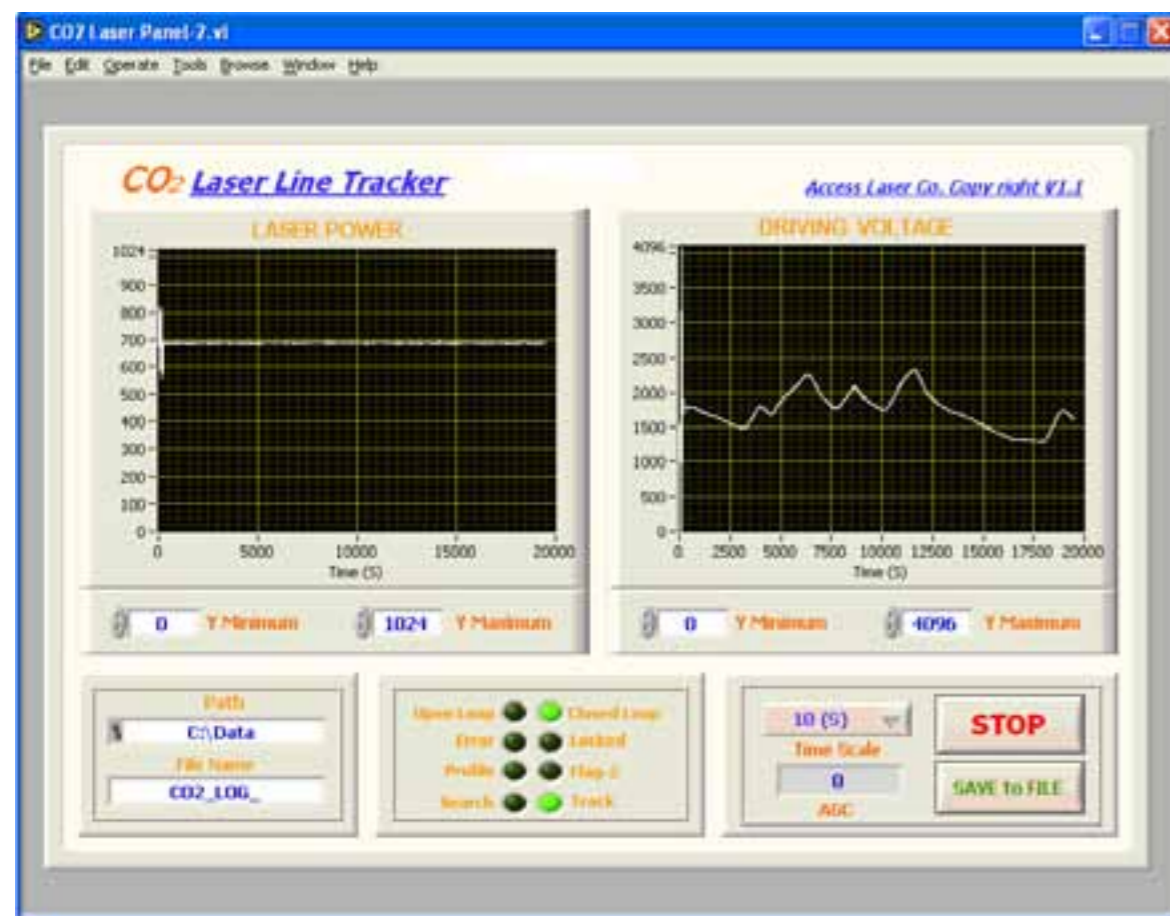 CO2 Laser Panel-2.vi
File Edit Operate Tools Browse Window Help
CO2 Laser Line Tracker
Access Laser Co. Copy right V1.1
LASER POWER
1024
900
800
700
600
500
400
300
200
100
0
0 5000 10000 15000 20000
Time (S)
0 Y Minimum 1024 Y Maximum
DRIVING VOLTAGE
4096
3500
3000
2500
2000
1500
1000
500
0
0 2500 5000 7500 10000 12500 15000 17500 20000
Time (S)
0 Y Minimum 4096 Y Maximum
Path
C:\Data
File Name
CO2_LOG_
Open Loop Closed Loop
Error Locked
Profile Flag-2
Search Track
10 (S)
Time Scale
0
AGC
STOP
SAVE to FILE